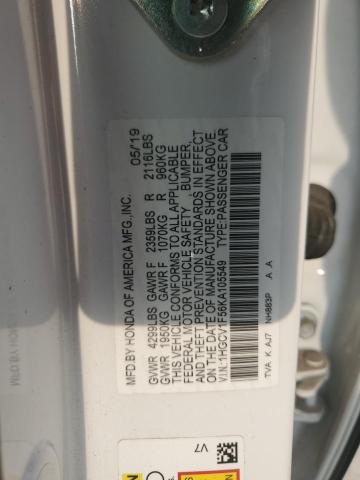 MFD BY HONDA OF AMERICA MFG.,INC. 05/19
GVWR 4299LBS GAWR F 2359LBS R 2116LBS
GVWR 1950KG GAWR F 1070KG R 960KG
THIS VEHICLE CONFORMS TO ALL APPLICABLE
FEDERAL MOTOR VEHICLE SAFETY BUMPER,
AND THEFT PREVENTION STANDARDS IN EFFECT
ON THE DATE OF MANUFACTURE SHOWN ABOVE.
V.I.N.:1HGCV1F56KA105549 TYPE:PASSENGER CAR
TVA K AJ7 NH883P A A
V7